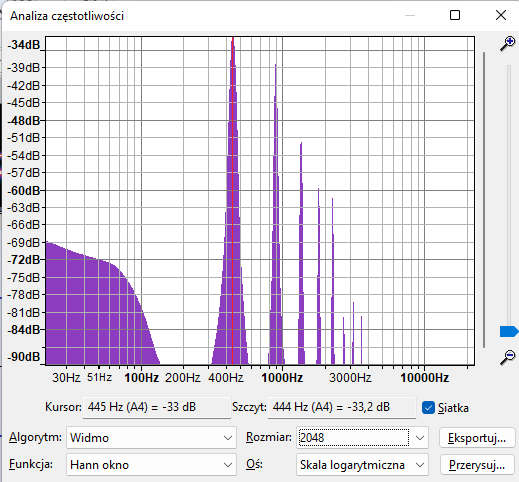 Analiza częstotliwości
-34dB
-39dB
-42dB
-45dB
-48dB
-51dB
-54dB
-57dB
-60dB
-63dB
-66dB
-69dB
-72dB
-75dB
-78dB
-81dB
-84dB
-90dB
30Hz 51Hz 100Hz 200Hz 400Hz 1000Hz 3000Hz 10000Hz
Kursor: 445 Hz (A4) = -33 dB Szczyt: 444 Hz (A4) = -33,2 dB Siatka
Algorytm: Widmo Rozmiar: 2048 Eksportuj...
Funkcja: Hann okno Oś: Skala logarytmiczna Przerysuj...